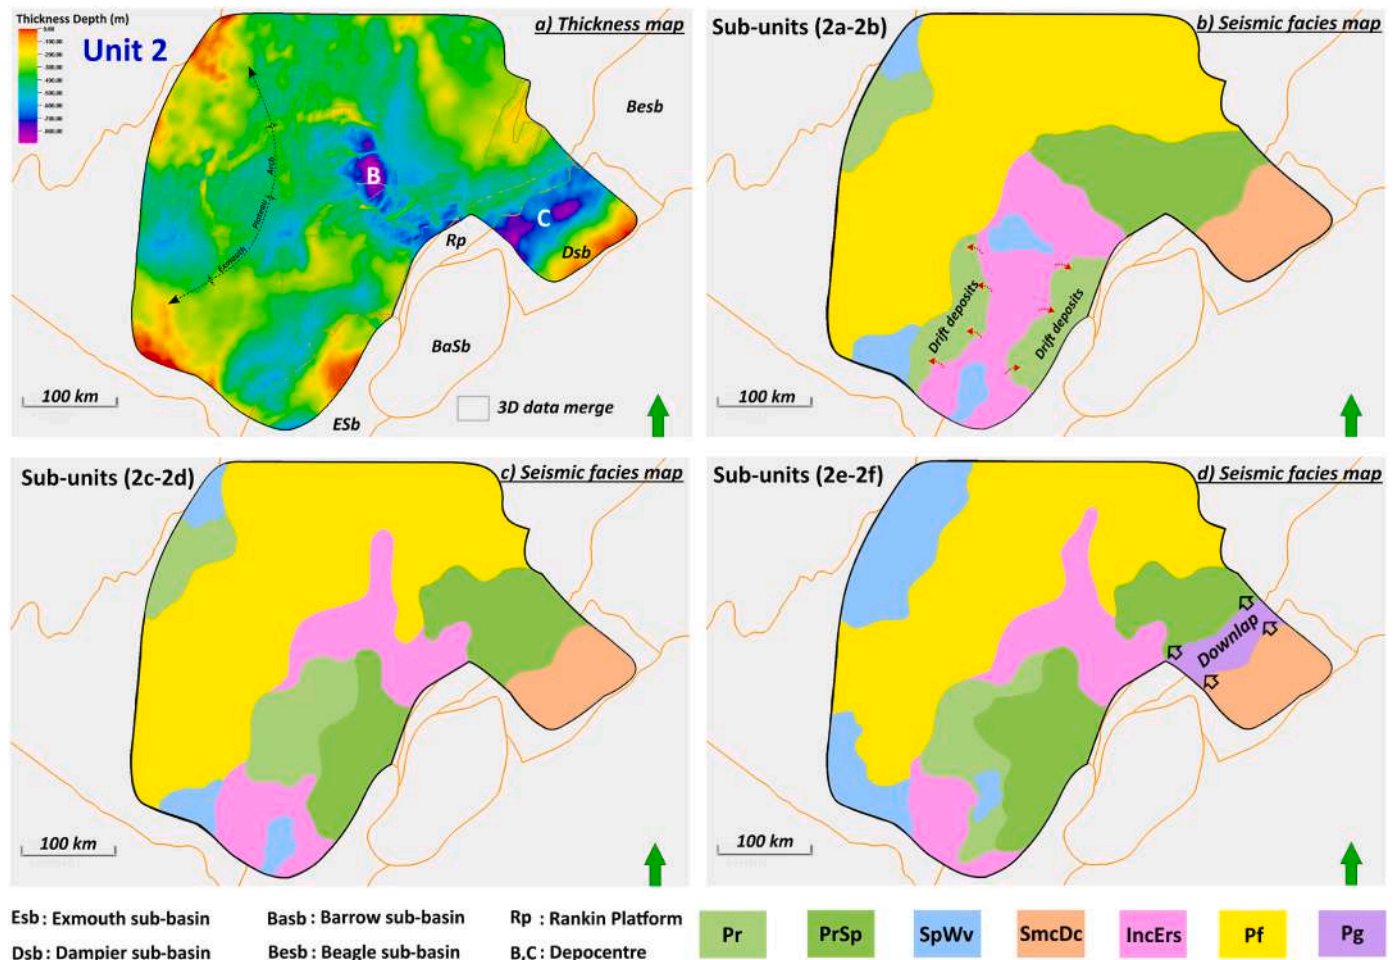 Thickness Depth (m)
Unit 2
a) Thickness map
Besb
B
C
Arch
Plateau
Exmouth
Rp
Dsb
BaSb
ESb
100 km
3D data merge
Sub-units (2a-2b)
b) Seismic facies map
Drift deposits
Drift deposits
100 km
Sub-units (2c-2d)
c) Seismic facies map
100 km
Sub-units (2e-2f)
d) Seismic facies map
Downlap
100 km
Esb : Exmouth sub-basin
Basb : Barrow sub-basin
Rp : Rankin Platform
Dsb : Dampier sub-basin
Besb : Beagle sub-basin
B,C : Depocentre
Pr
PrSp
SpWv
SmcDc
IncErs
Pf
Pg